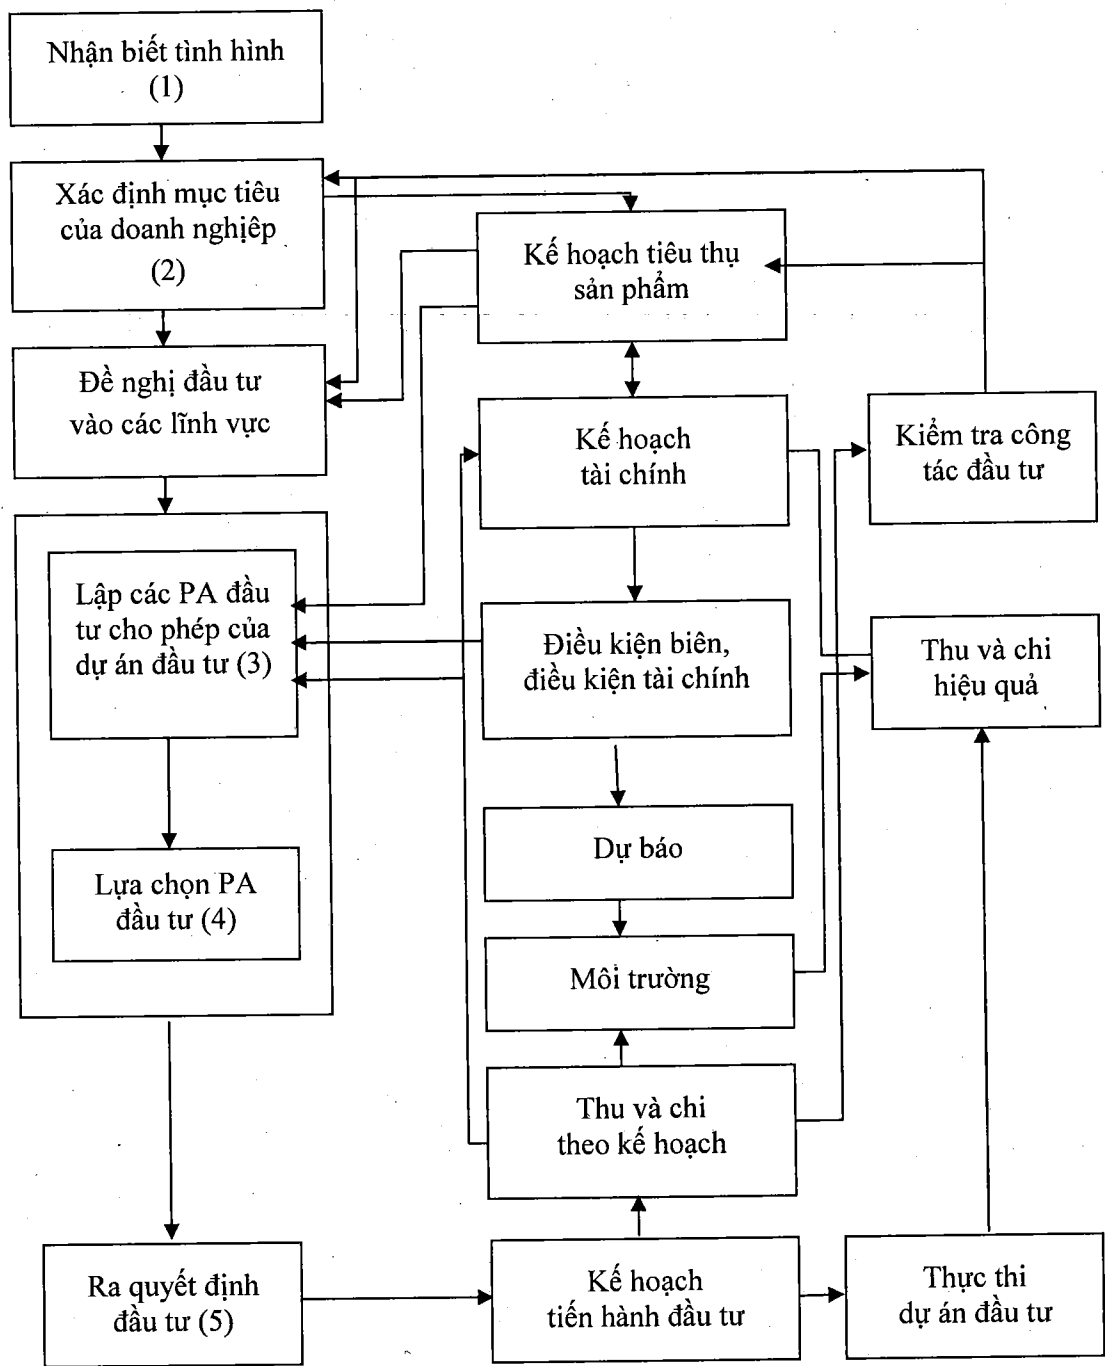 Nhận biết tình hình
(1)
Xác định mục tiêu
của doanh nghiệp
(2)
Kế hoạch tiêu thụ
sản phẩm
Đề nghị đầu tư
vào các lĩnh vực
Kế hoạch
tài chính
Kiểm tra công
tác đầu tư
Lập các PA đầu
tư cho phép của
dự án đầu tư (3)
Điều kiện biên,
điều kiện tài chính
Thu và chi
hiệu quả
Dự báo
Lựa chọn PA
đầu tư (4)
Môi trường
Thu và chi
theo kế hoạch
Ra quyết định
đầu tư (5)
Kế hoạch
tiến hành đầu tư
Thực thi
dự án đầu tư